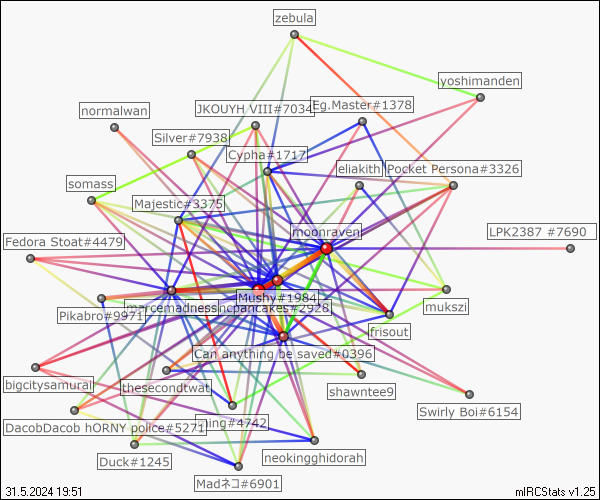 zebula
yoshimanden
normalwan
JKOUYH VIII#7034
Eg.Master#1378
Silver#7938
Cypha#1717
eliakith
Pocket Persona#3326
somass
Majestic#3375
moonraven
LPK2387 #7690
Fedora Stoat#4479
Mushy#1984
mukszi
Pikabro#9971
marcemadness
incpancakes#2928
frisout
Can anything be saved#0396
bigcitysamurai
thesecondtwat
shawntee9
Swirly Boi#6154
DacobDacob hORNY police#5271
ning#4742
neokingghidorah
Duck#1245
Madネコ#6901
31.5.2024 19:51
mIRCStats v1.25